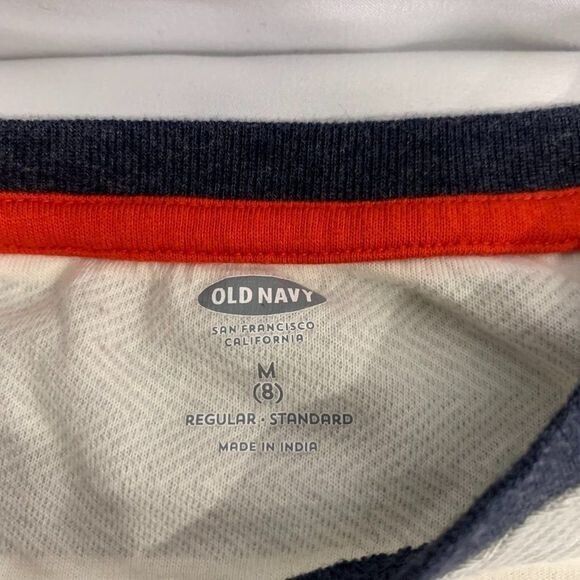 OLD NAVY
SAN FRANCISCO
CALIFORNIA
M
(8)
REGULAR · STANDARD
MADE IN INDIA